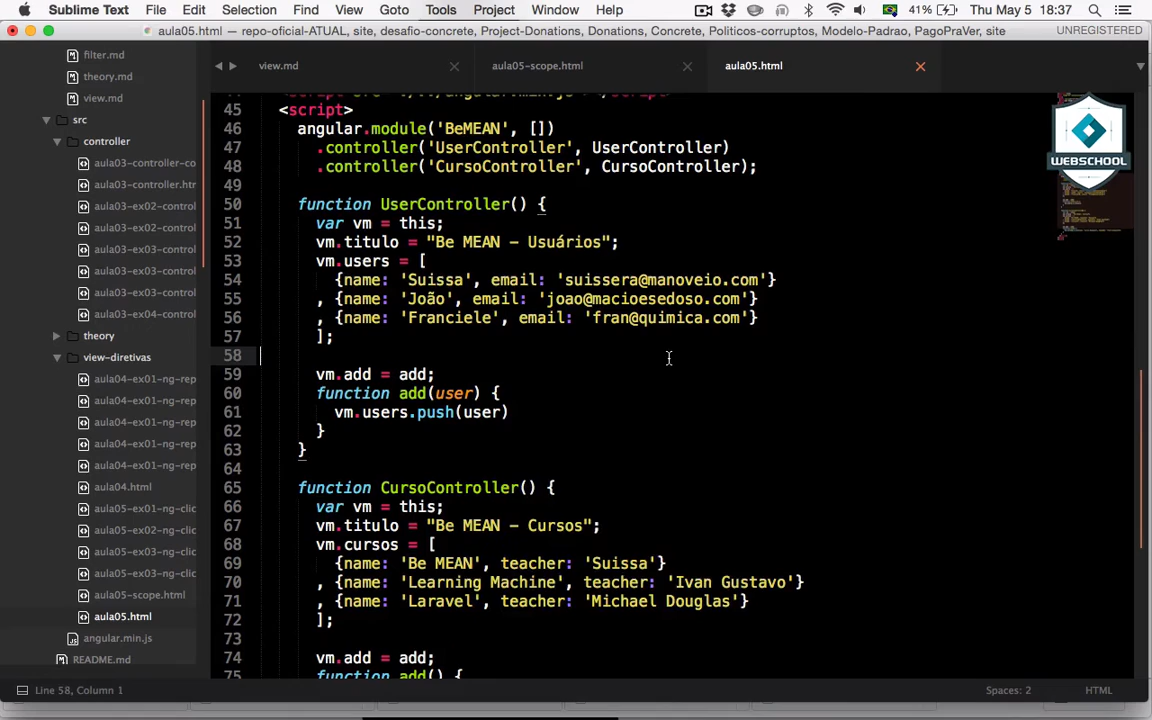 Sublime Text File Edit Selection Find View Goto Tools Project Window Help 41% Thu May 5 18:37
aula05.html — repo-oficial-ATUAL, site, desafio-concrete, Project-Donations, Donations, Concrete, Politicos-corruptos, Modelo-Padrao, PagoPraVer, site UNREGISTERED
view.md aula05-scope.html aula05.html
filter.md
theory.md
view.md
src
controller
aula03-controller-co
aula03-controller.htr
aula03-ex02-control
aula03-ex02-control
aula03-ex03-control
aula03-ex03-control
aula03-ex03-control
aula03-ex04-control
theory
view-diretivas
aula04-ex01-ng-rep
aula04-ex01-ng-rep
aula04-ex01-ng-rep
aula04-ex01-ng-rep
aula04-ex01-ng-rep
aula04.html
aula05-ex01-ng-clic
aula05-ex02-ng-clic
aula05-ex03-ng-clic
aula05-ex03-ng-clic
aula05-scope.html
aula05.html
angular.min.js
README.md
45 <script>
46 angular.module('BeMEAN', [])
47 .controller('UserController', UserController)
48 .controller('CursoController', CursoController);
49
50 function UserController() {
51 var vm = this;
52 vm.titulo = "Be MEAN - Usuários";
53 vm.users = [
54 {name: 'Suissa', email: 'suissera@manoveio.com'}
55 , {name: 'João', email: 'joao@macioesedoso.com'}
56 , {name: 'Franciele', email: 'fran@quimica.com'}
57 ];
58
59 vm.add = add;
60 function add(user) {
61 vm.users.push(user)
62 }
63 }
64
65 function CursoController() {
66 var vm = this;
67 vm.titulo = "Be MEAN - Cursos";
68 vm.cursos = [
69 {name: 'Be MEAN', teacher: 'Suissa'}
70 , {name: 'Learning Machine', teacher: 'Ivan Gustavo'}
71 , {name: 'Laravel', teacher: 'Michael Douglas'}
72 ];
73
74 vm.add = add;
75 function add() {
WEBSCHOOL
Line 58, Column 1 Spaces: 2 HTML